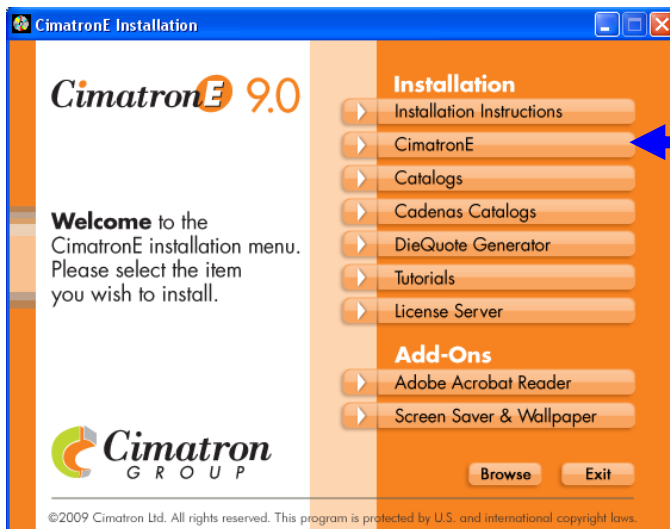 CimatronE Installation
CimatronE 9.0
Welcome to the
CimatronE installation menu.
Please select the item
you wish to install.
Installation
Installation Instructions
CimatronE
Catalogs
Cadenas Catalogs
DieQuote Generator
Tutorials
License Server
Add-Ons
Adobe Acrobat Reader
Screen Saver & Wallpaper
Cimatron
GROUP
Browse
Exit
©2009 Cimatron Ltd. All rights reserved. This program is protected by U.S. and international copyright laws.